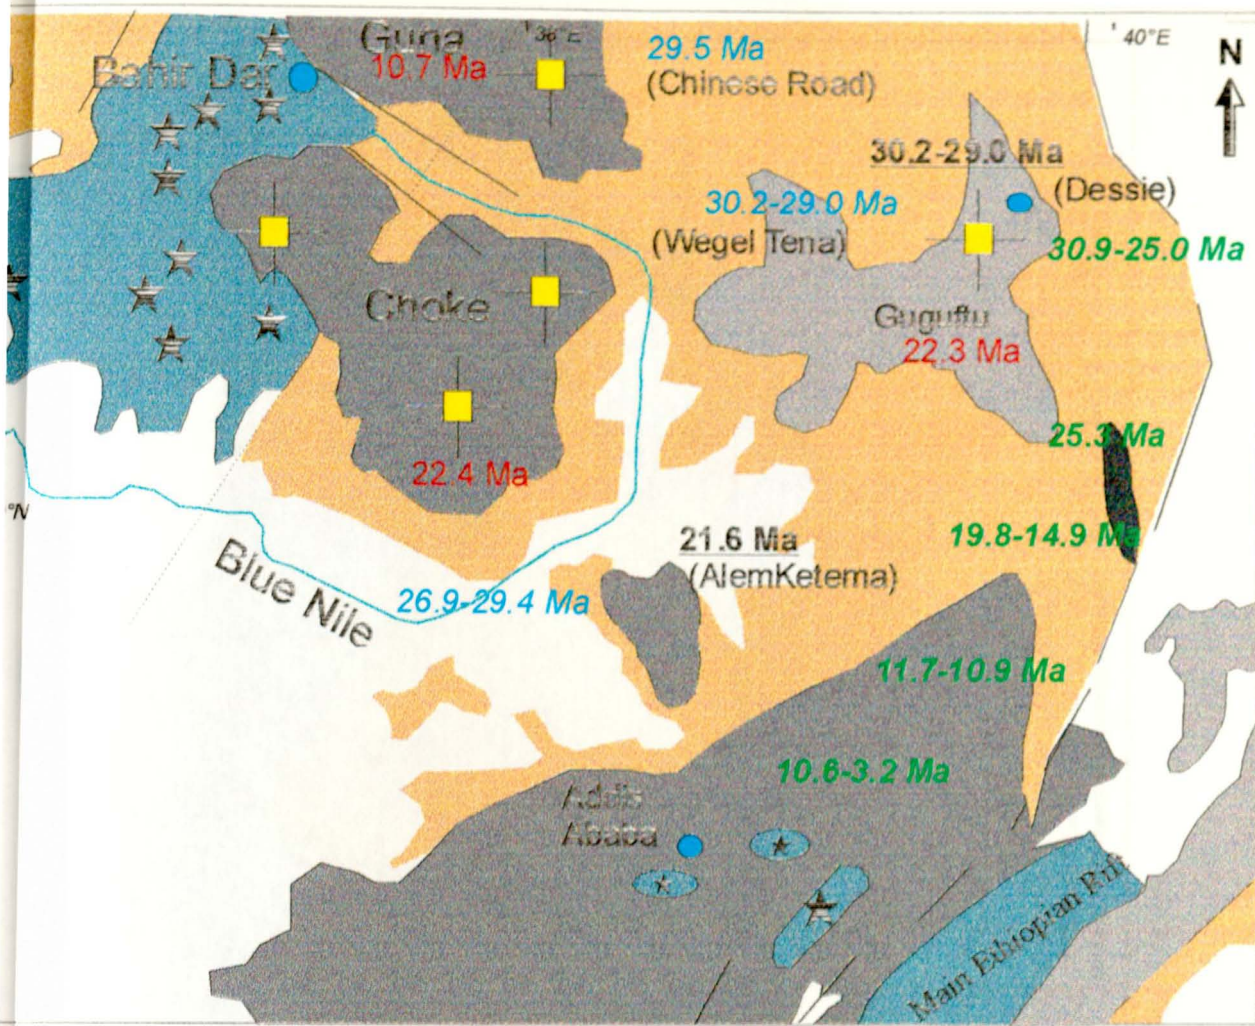 Guna
38°E
10.7 Ma
Bahir Dar
29.5 Ma
(Chinese Road)
40°E
N
30.2-29.0 Ma
(Dessie)
30.2-29.0 Ma
(Wegel Tena)
30.9-25.0 Ma
Choke
Guguftu
22.3 Ma
25.3 Ma
22.4 Ma
°N
19.8-14.9 Ma
21.6 Ma
(AlemKetema)
Blue Nile
26.9-29.4 Ma
11.7-10.9 Ma
10.6-3.2 Ma
Addis
Ababa
Main Ethiopian Rift